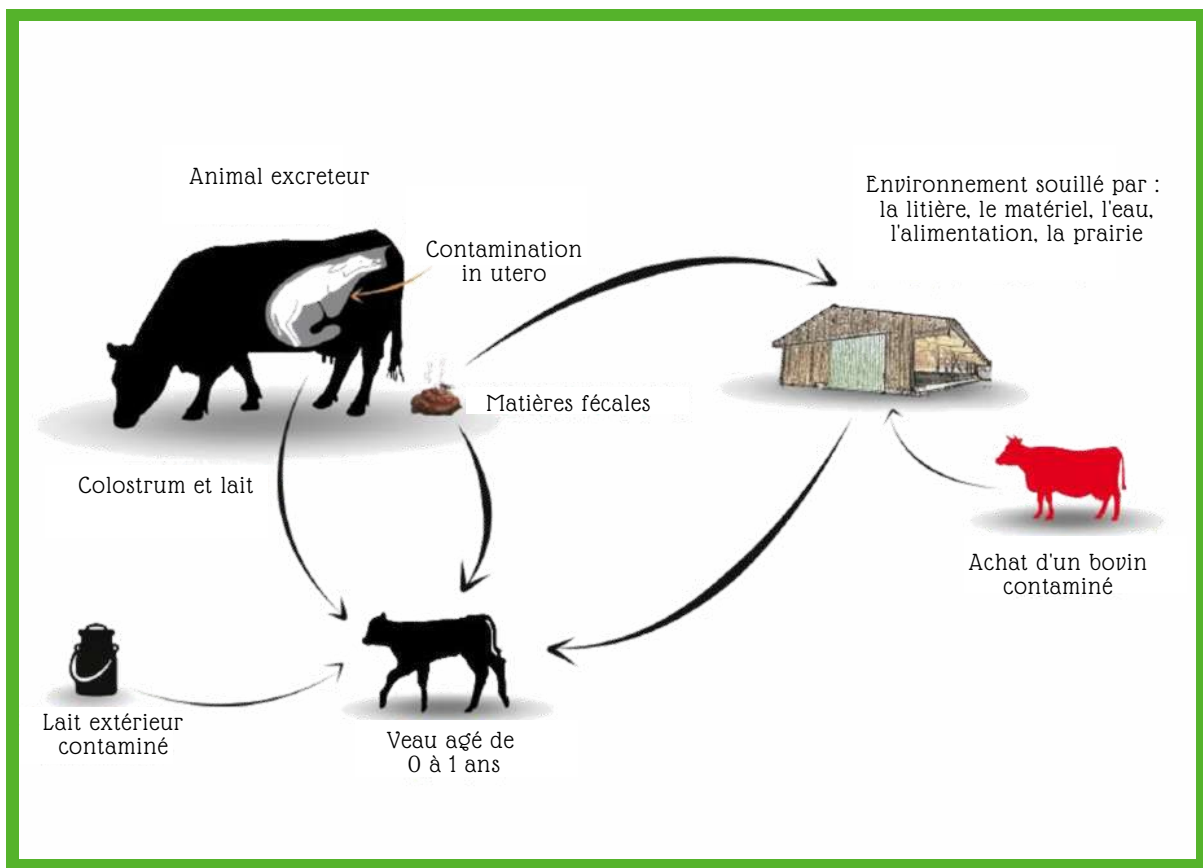 Animal excreteur
Environnement souillé par :
la litière, le matériel, l'eau,
l'alimentation, la prairie
Contamination
in utero
Matières fécales
Colostrum et lait
Achat d'un bovin
contaminé
Lait extérieur
contaminé
Veau agé de
0 à 1 ans